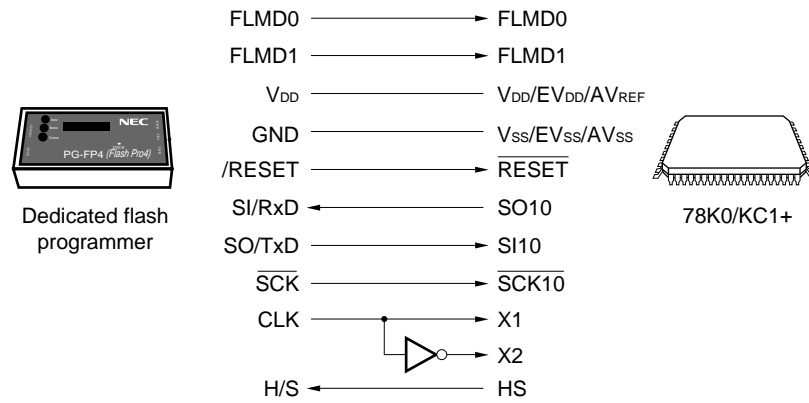 FLMD0 FLMD0
FLMD1 FLMD1
VDD VDD/EVDD/AVREF
GND VSS/EVSS/AVSS
/RESET RESET
SI/RxD SO10
SO/TxD SI10
SCK SCK10
CLK X1
X2
H/S HS
NEC
PG-FP4 (Flash Pro4)
Dedicated flash
programmer
78K0/KC1+